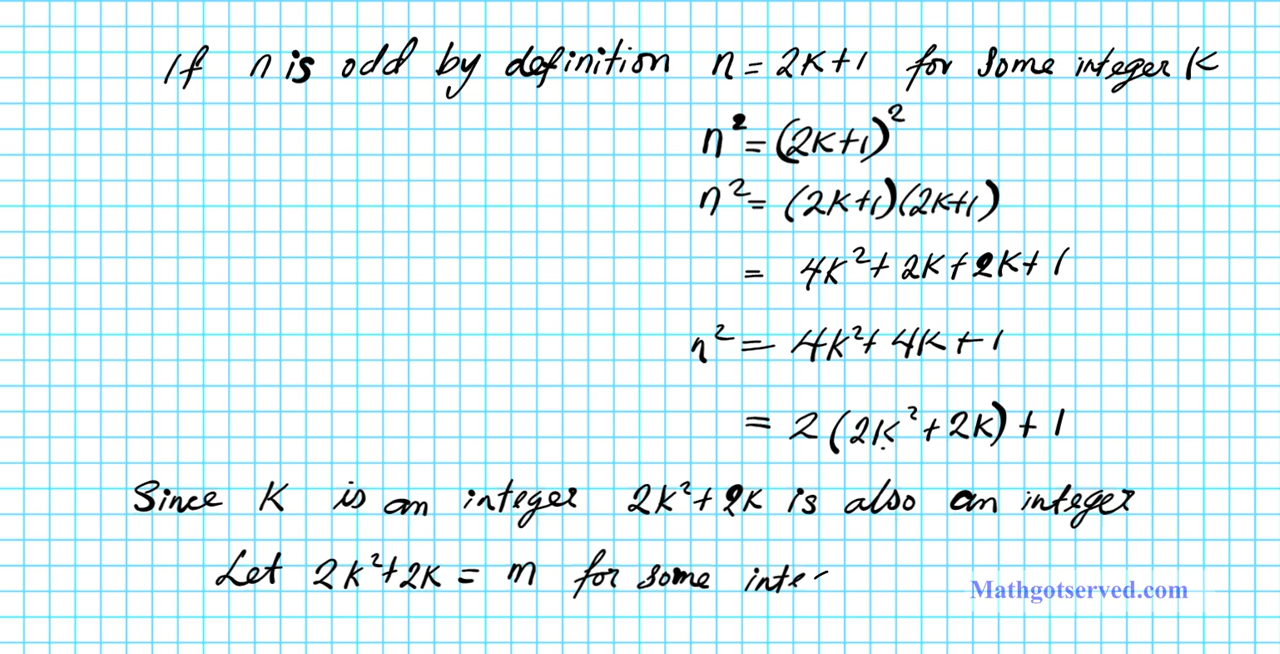 If n is odd by definition n = 2K+1 for some integer K
n² = (2K+1)²
n² = (2K+1)(2K+1)
= 4K² + 2K + 2K + 1
n² = 4K² + 4K + 1
= 2(2K² + 2K) + 1
Since K is an integer 2K² + 2K is also an integer
Let 2K² + 2K = m for some inte
Mathgotserved.com